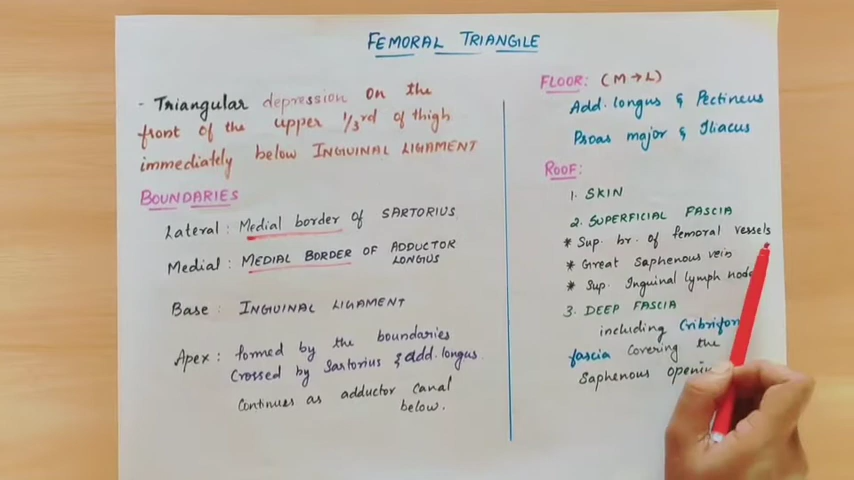 FEMORAL TRIANGLE
- Triangular depression on the
front of the upper 1/3rd of thigh
immediately below INGUINAL LIGAMENT
BOUNDARIES
Lateral: Medial border of SARTORIUS
Medial: MEDIAL BORDER OF ADDUCTOR
LONGUS
Base: INGUINAL LIGAMENT
Apex: formed by the boundaries
Crossed by Sartorius & add. longus.
Continues as adductor canal
below.
FLOOR: (M→L)
Add. longus & Pectineus
Psoas major & Iliacus
ROOF:
1. SKIN
2. SUPERFICIAL FASCIA
* Sup. br. of femoral vessels
* Great Saphenous vein
* Sup. Inguinal lymph node
3. DEEP FASCIA
including Cribriform
fascia covering the
Saphenous opening